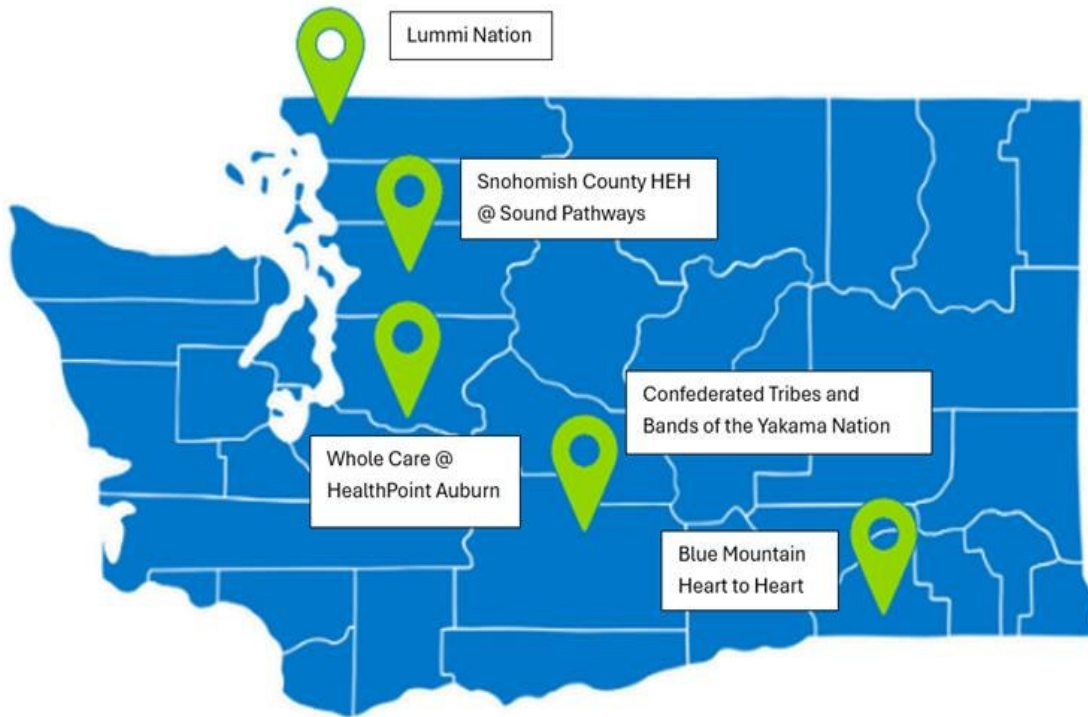 Lummi Nation
Snohomish County HEH
@ Sound Pathways
Confederated Tribes and
Bands of the Yakama Nation
Whole Care @
HealthPoint Auburn
Blue Mountain
Heart to Heart